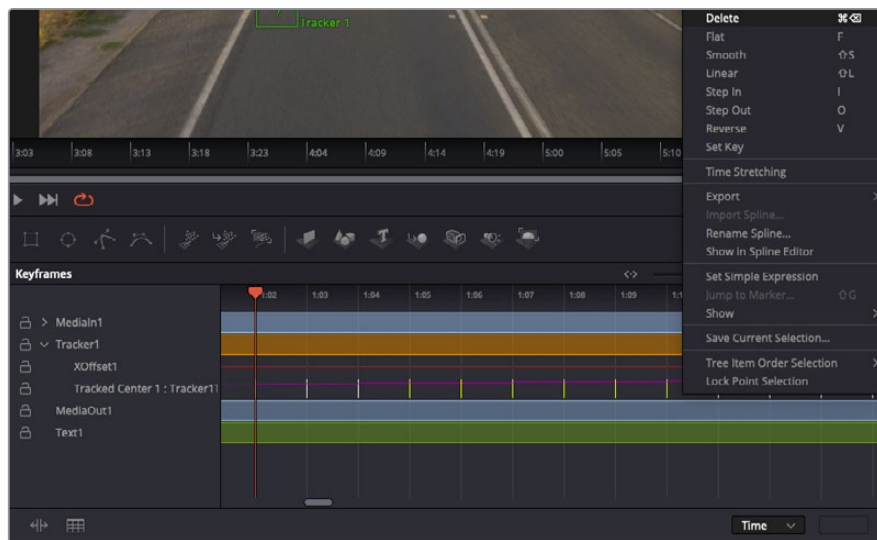 Tracker 1
Delete ⌘⌫
Flat F
Smooth ⇧S
Linear ⇧L
Step In I
Step Out O
Reverse V
Set Key
Time Stretching
Export
Import Spline...
Rename Spline...
Show in Spline Editor
Set Simple Expression
Jump to Marker... ⇧G
Show
Save Current Selection...
Tree Item Order Selection
Lock Point Selection
3:03 3:08 3:13 3:18 3:23 4:04 4:09 4:14 4:19 5:00 5:05 5:10
T
Keyframes
1:02 1:03 1:04 1:05 1:06 1:07 1:08 1:09
MediaIn1
Tracker1
XOffset1
Tracked Center 1 : Tracker1
MediaOut1
Text1
Time